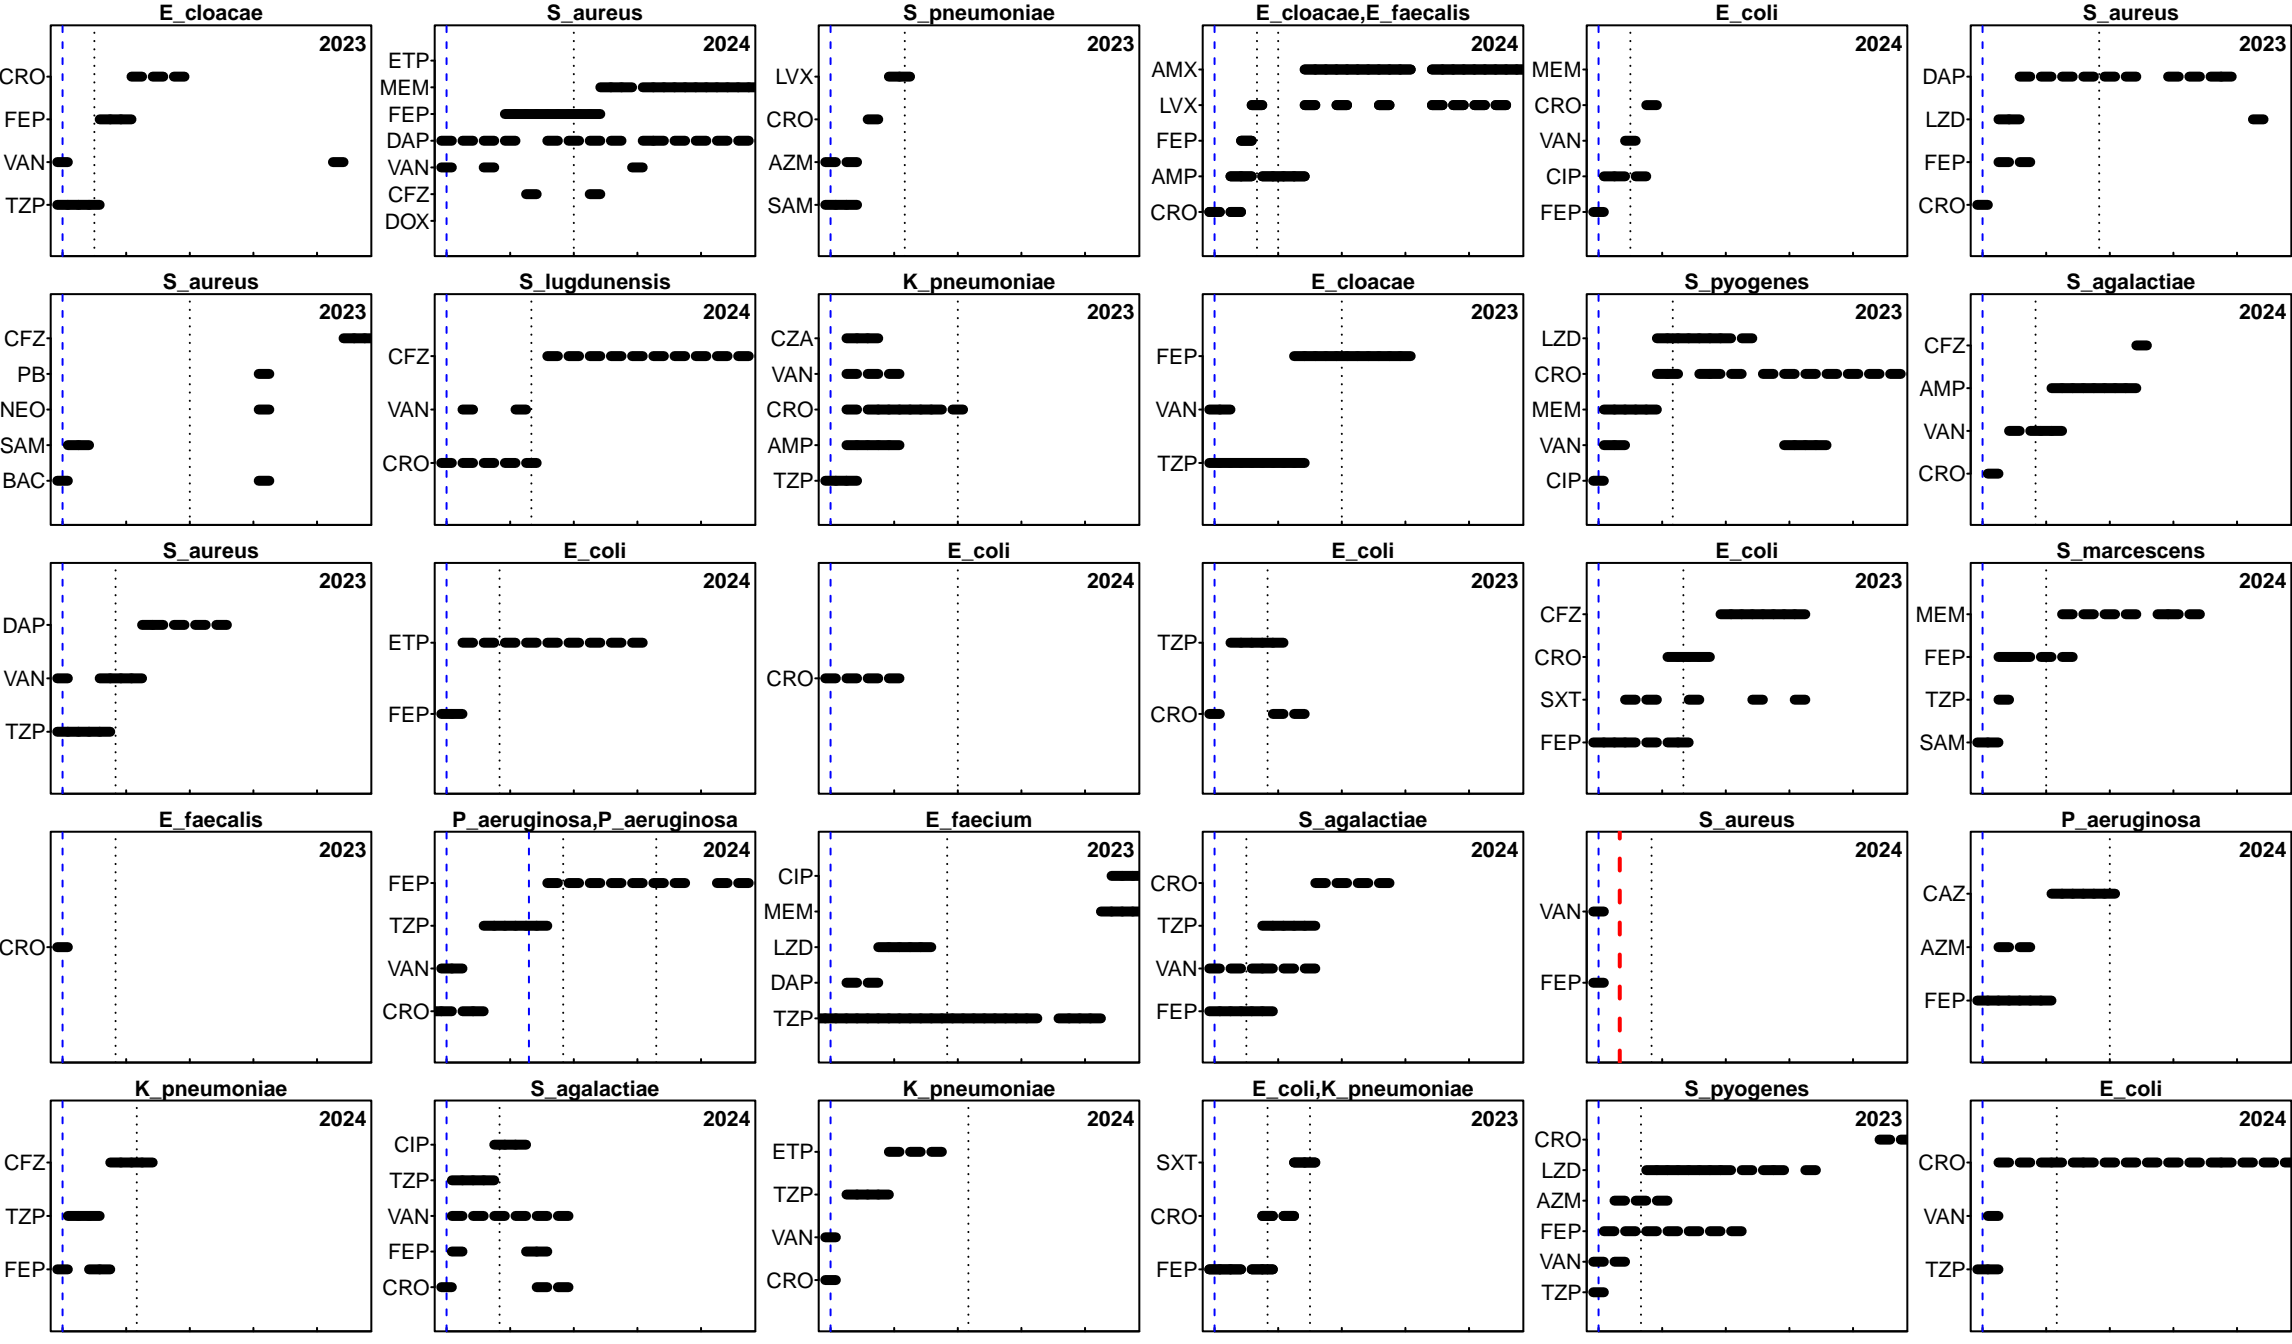 E_cloacae
2023
CRO
FEP
VAN
TZP
S_aureus
2024
ETP
MEM
FEP
DAP
VAN
CFZ
DOX
S_pneumoniae
2023
LVX
CRO
AZM
SAM
E_cloacae,E_faecalis
2024
AMX
LVX
FEP
AMP
CRO
E_coli
2024
MEM
CRO
VAN
CIP
FEP
S_aureus
2023
DAP
LZD
FEP
CRO
S_aureus
2023
CFZ
PB
NEO
SAM
BAC
S_lugdunensis
2024
CFZ
VAN
CRO
K_pneumoniae
2023
CZA
VAN
CRO
AMP
TZP
E_cloacae
2023
FEP
VAN
TZP
S_pyogenes
2023
LZD
CRO
MEM
VAN
CIP
S_agalactiae
2024
CFZ
AMP
VAN
CRO
S_aureus
2023
DAP
VAN
TZP
E_coli
2024
ETP
FEP
E_coli
2024
CRO
E_coli
2023
TZP
CRO
E_coli
2023
CFZ
CRO
SXT
FEP
S_marcescens
2024
MEM
FEP
TZP
SAM
E_faecalis
2023
CRO
P_aeruginosa,P_aeruginosa
2024
FEP
TZP
VAN
CRO
E_faecium
2023
CIP
MEM
LZD
DAP
TZP
S_agalactiae
2024
CRO
TZP
VAN
FEP
S_aureus
2024
VAN
FEP
P_aeruginosa
2024
CAZ
AZM
FEP
K_pneumoniae
2024
CFZ
TZP
FEP
S_agalactiae
2024
CIP
TZP
VAN
FEP
CRO
K_pneumoniae
2024
ETP
TZP
VAN
CRO
E_coli,K_pneumoniae
2023
SXT
CRO
FEP
S_pyogenes
2023
CRO
LZD
AZM
FEP
VAN
TZP
E_coli
2024
CRO
VAN
TZP